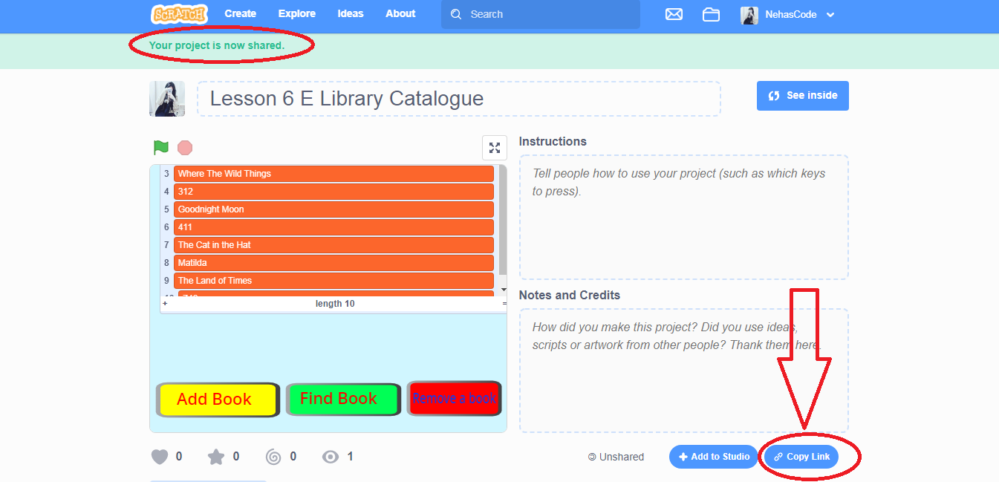 SCRATCH Create Explore Ideas About Search NehasCode
Your project is now shared.
Lesson 6 E Library Catalogue
See inside
Instructions
Tell people how to use your project (such as which keys
to press).
3 Where The Wild Things
4 312
5 Goodnight Moon
6 411
7 The Cat in the Hat
8 Matilda
9 The Land of Times
+ length 10 =
Notes and Credits
How did you make this project? Did you use ideas,
scripts or artwork from other people? Thank them here.
Add Book
Find Book
Remove a book
0 0 0 1
Unshared
Add to Studio
Copy Link